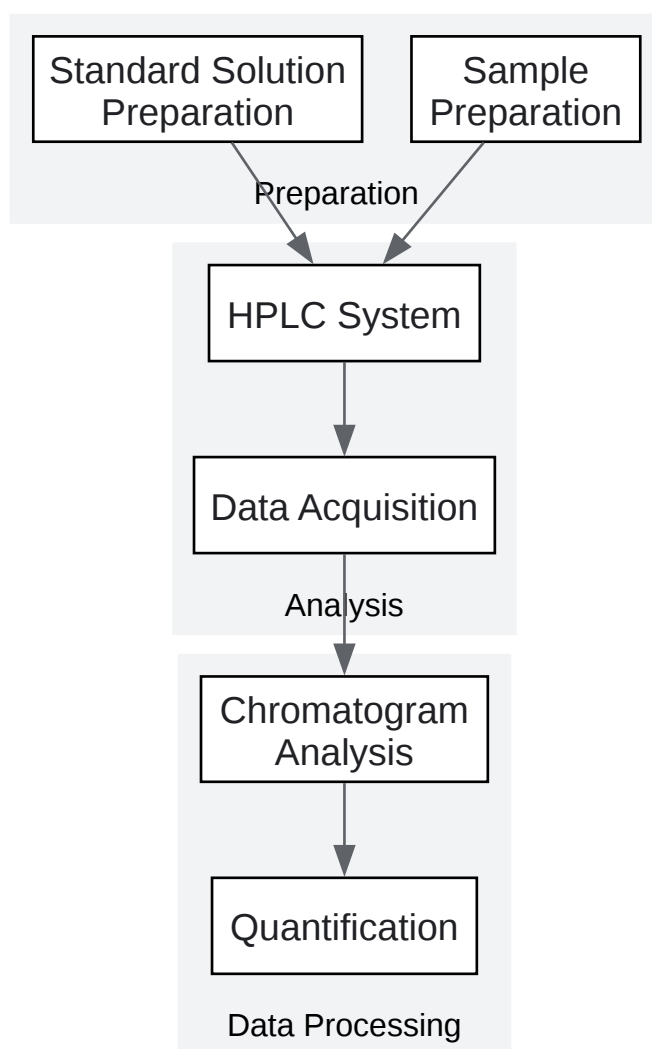 Standard Solution
Preparation
Sample
Preparation
Preparation
HPLC System
Data Acquisition
Analysis
Chromatogram
Analysis
Quantification
Data Processing